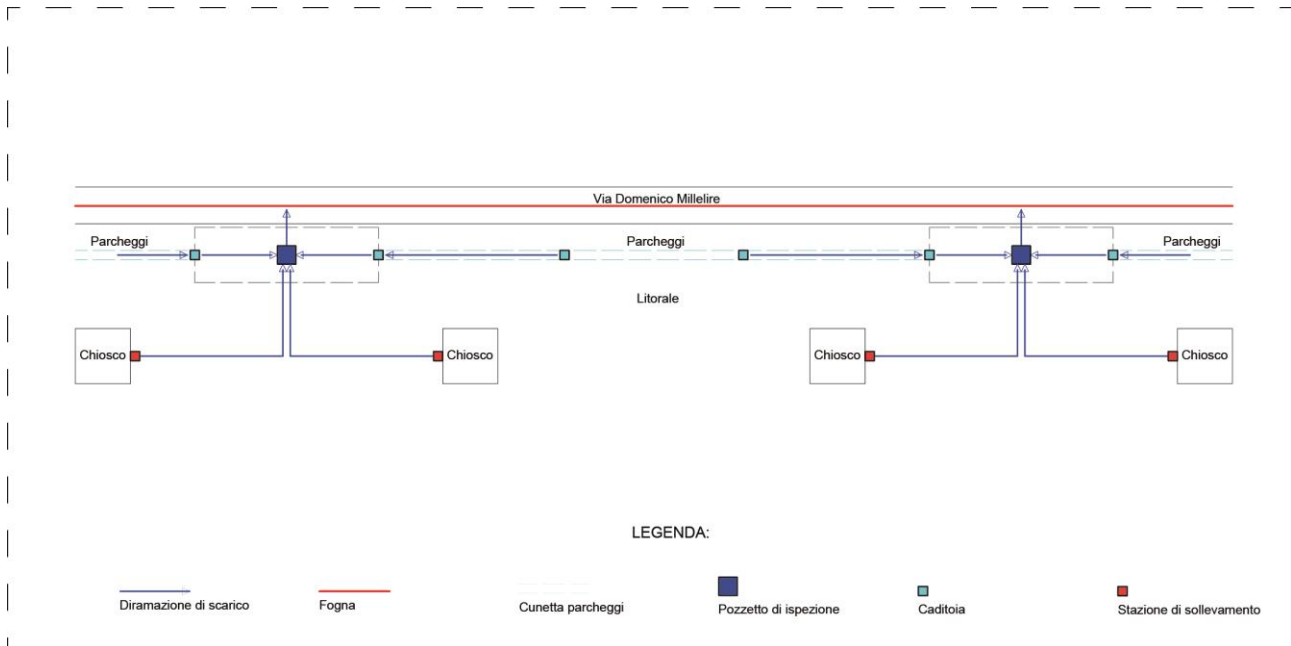 Via Domenico Millelire
Parcheggi
Parcheggi
Parcheggi
Litorale
Chiosco
Chiosco
Chiosco
Chiosco
LEGENDA:
Diramazione di scarico
Fogna
Cunetta parcheggi
Pozzetto di ispezione
Caditoia
Stazione di sollevamento